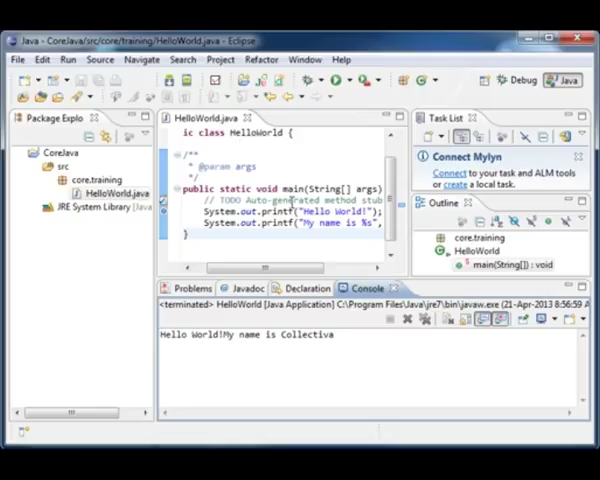 Java - CoreJava/src/core/training/HelloWorld.java - Eclipse
File Edit Run Source Navigate Search Project Refactor Window Help
Debug Java
Package Explo
HelloWorld.java
Task List
CoreJava
src
core.training
HelloWorld.java
JRE System Library [Jav
ic class HelloWorld {
/**
* @param args
*/
public static void main(String[] args)
// TODO Auto-generated method stub
System.out.printf("Hello World!");
System.out.printf("My name is %s",
}
Connect Mylyn
Connect to your task and ALM tools
or create a local task.
Outline
core.training
HelloWorld
main(String[]) : void
Problems Javadoc Declaration Console
<terminated> HelloWorld [Java Application] C:\Program Files\Java\jre7\bin\javaw.exe (21-Apr-2013 8:56:59 A
Hello World!My name is Collectiva